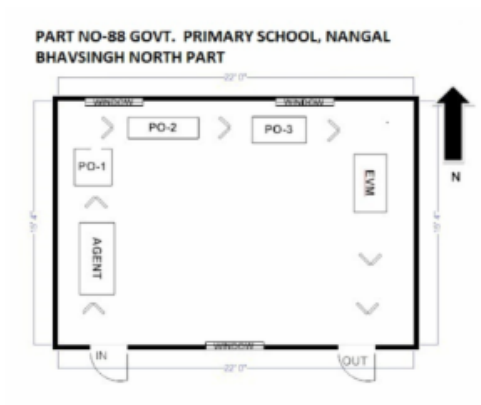 PART NO-88 GOVT. PRIMARY SCHOOL, NANGAL
BHAVSINGH NORTH PART
22' 0"
WINDOW WINDOW
PO-2 PO-3
PO-1
EVM
N
AGENT
WINDOW
IN OUT
22' 0"